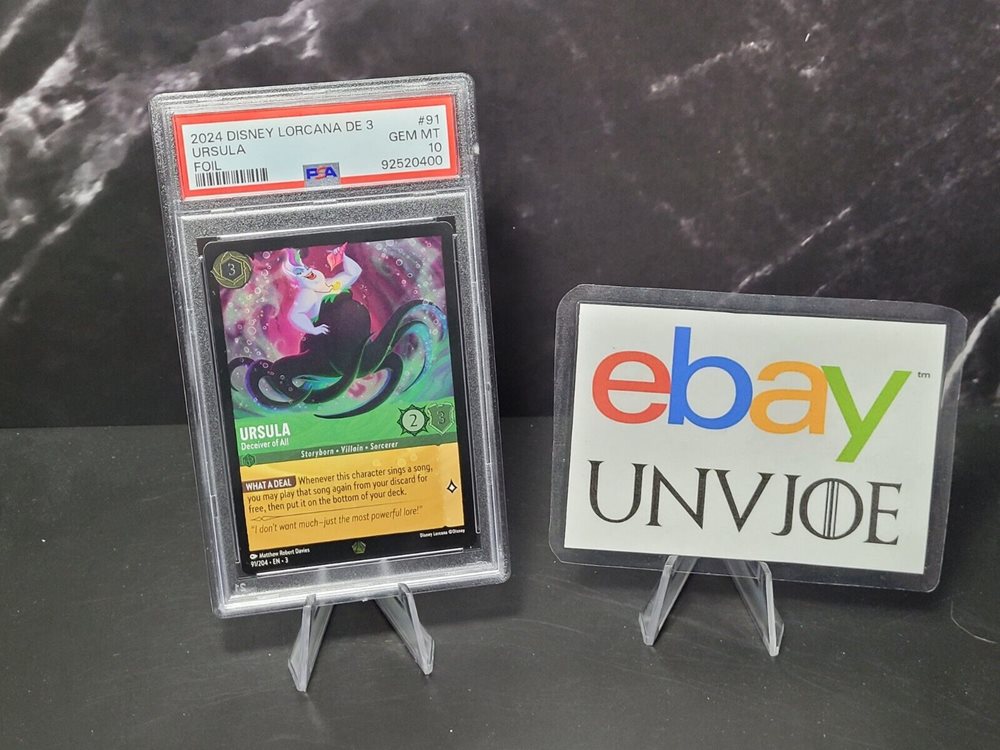 2024 DISNEY LORCANA DE 3 #91
URSULA GEM MT
FOIL 10
PSA 92520400
3
2 3
URSULA
Deceiver of All
Storyborn • Villain • Sorcerer
WHAT A DEAL Whenever this character sings a song,
you may play that song again from your discard for
free, then put it on the bottom of your deck.
"I don't want much—just the most powerful lore!"
Matthew Robert Davies
Disney Lorcana ©Disney
91/204 • EN • 3
ebay™
UNVJOE